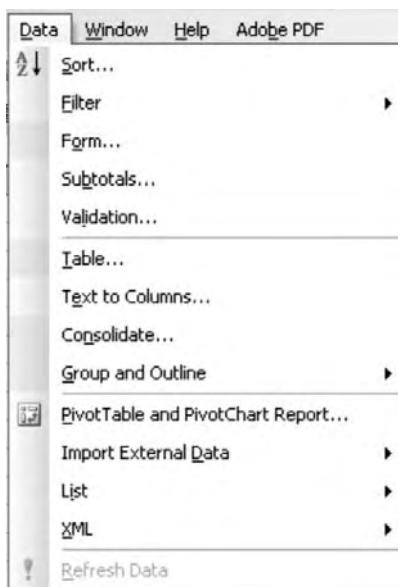 Data Window Help Adobe PDF
Sort...
Filter
Form...
Subtotals...
Validation...
Table...
Text to Columns...
Consolidate...
Group and Outline
PivotTable and PivotChart Report...
Import External Data
List
XML
Refresh Data